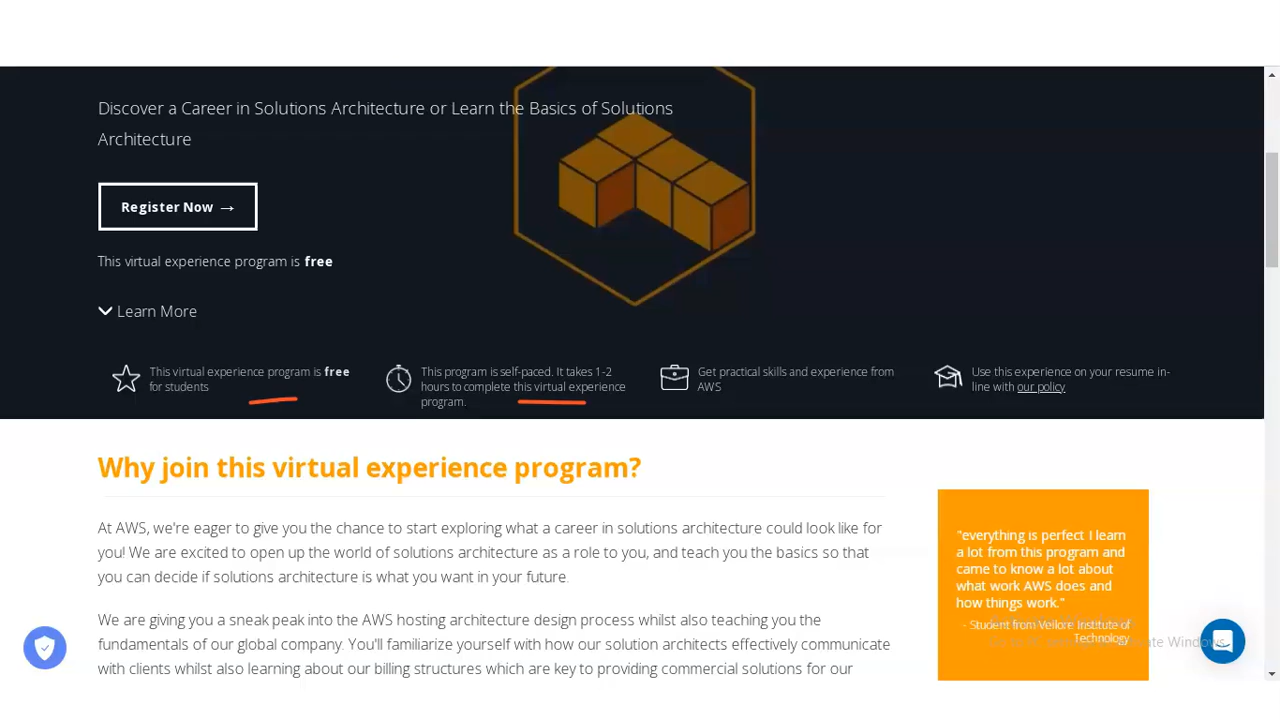 Discover a Career in Solutions Architecture or Learn the Basics of Solutions
Architecture
Register Now →
This virtual experience program is free
Learn More
This virtual experience program is free
for students
This program is self-paced. It takes 1-2
hours to complete this virtual experience
program.
Get practical skills and experience from
AWS
Use this experience on your resume in-
line with our policy
Why join this virtual experience program?
At AWS, we're eager to give you the chance to start exploring what a career in solutions architecture could look like for
you! We are excited to open up the world of solutions architecture as a role to you, and teach you the basics so that
you can decide if solutions architecture is what you want in your future.
We are giving you a sneak peak into the AWS hosting architecture design process whilst also teaching you the
fundamentals of our global company. You'll familiarize yourself with how our solution architects effectively communicate
with clients whilst also learning about our billing structures which are key to providing commercial solutions for our
"everything is perfect I learn
a lot from this program and
came to know a lot about
what work AWS does and
how things work."
- Student from Vellore Institute of
Technology
Windows.